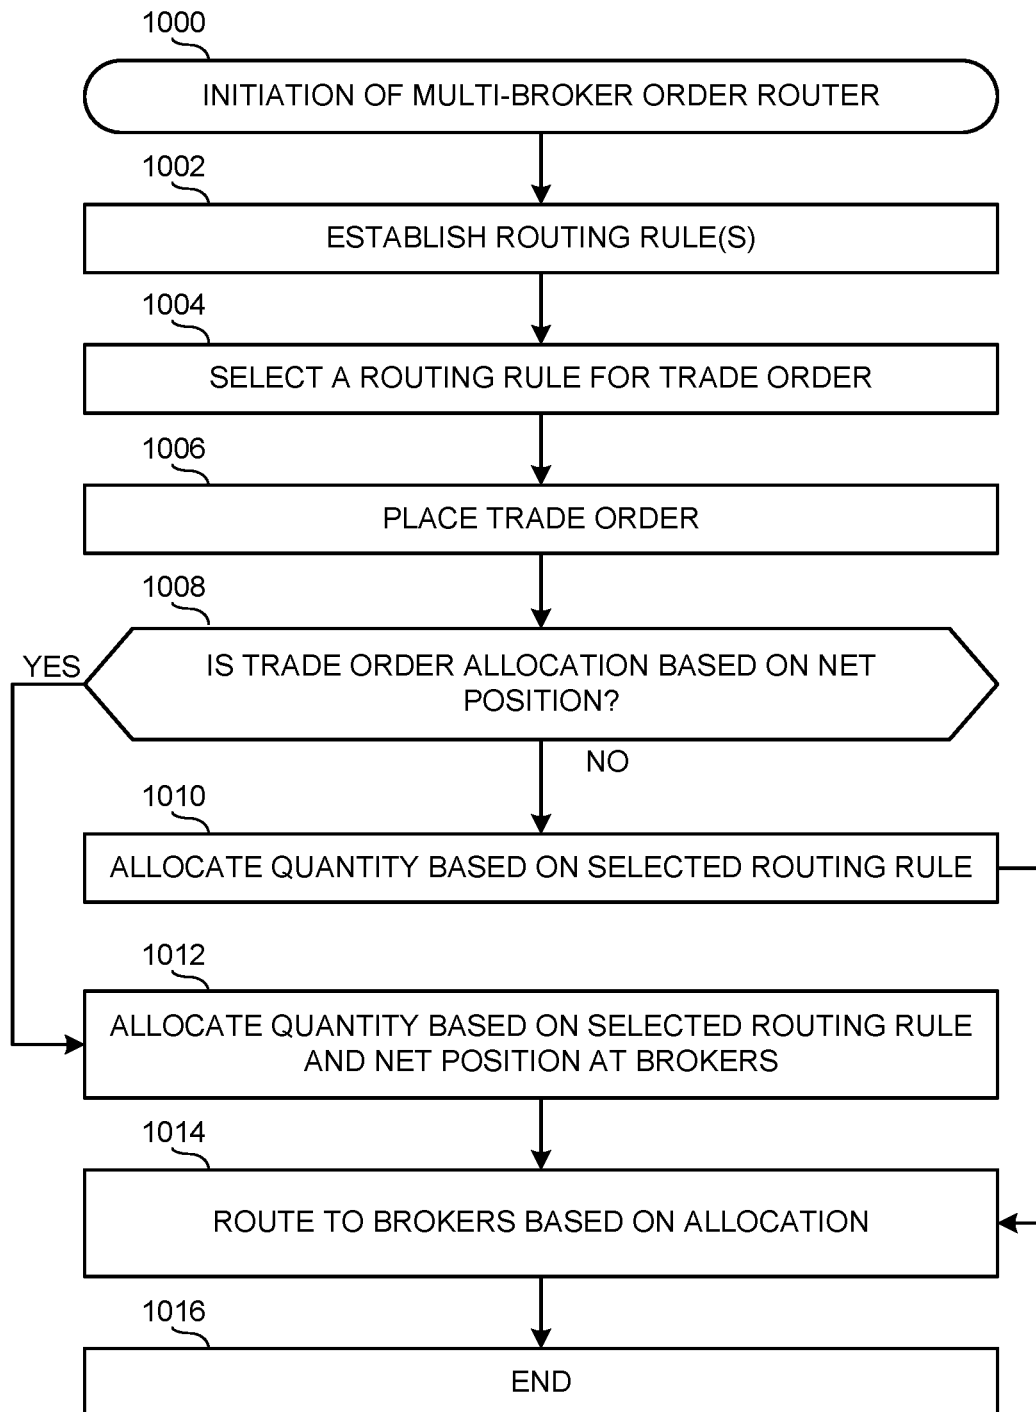 1000
INITIATION OF MULTI-BROKER ORDER ROUTER
1002
ESTABLISH ROUTING RULE(S)
1004
SELECT A ROUTING RULE FOR TRADE ORDER
1006
PLACE TRADE ORDER
1008
YES
IS TRADE ORDER ALLOCATION BASED ON NET
POSITION?
NO
1010
ALLOCATE QUANTITY BASED ON SELECTED ROUTING RULE
1012
ALLOCATE QUANTITY BASED ON SELECTED ROUTING RULE
AND NET POSITION AT BROKERS
1014
ROUTE TO BROKERS BASED ON ALLOCATION
1016
END